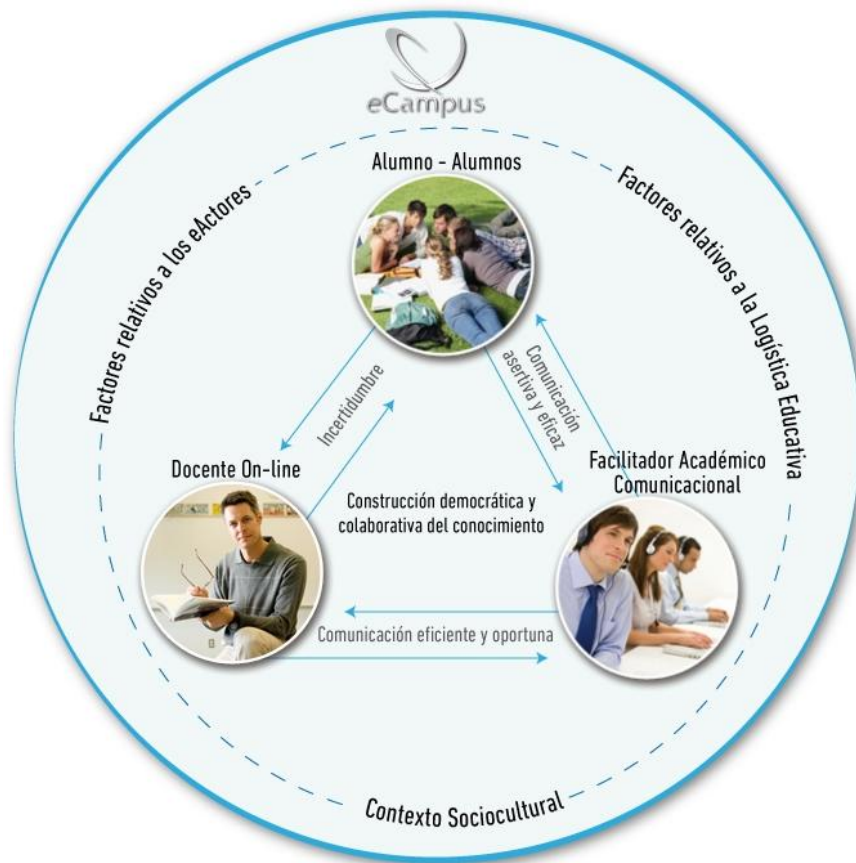 eCampus
Alumno - Alumnos
Factores relativos a los eActores
Factores relativos a la Logística Educativa
Incertidumbre
Comunicación
asertiva y eficaz
Docente On-line
Facilitador Académico
Comunicacional
Construcción democrática y
colaborativa del conocimiento
Comunicación eficiente y oportuna
Contexto Sociocultural